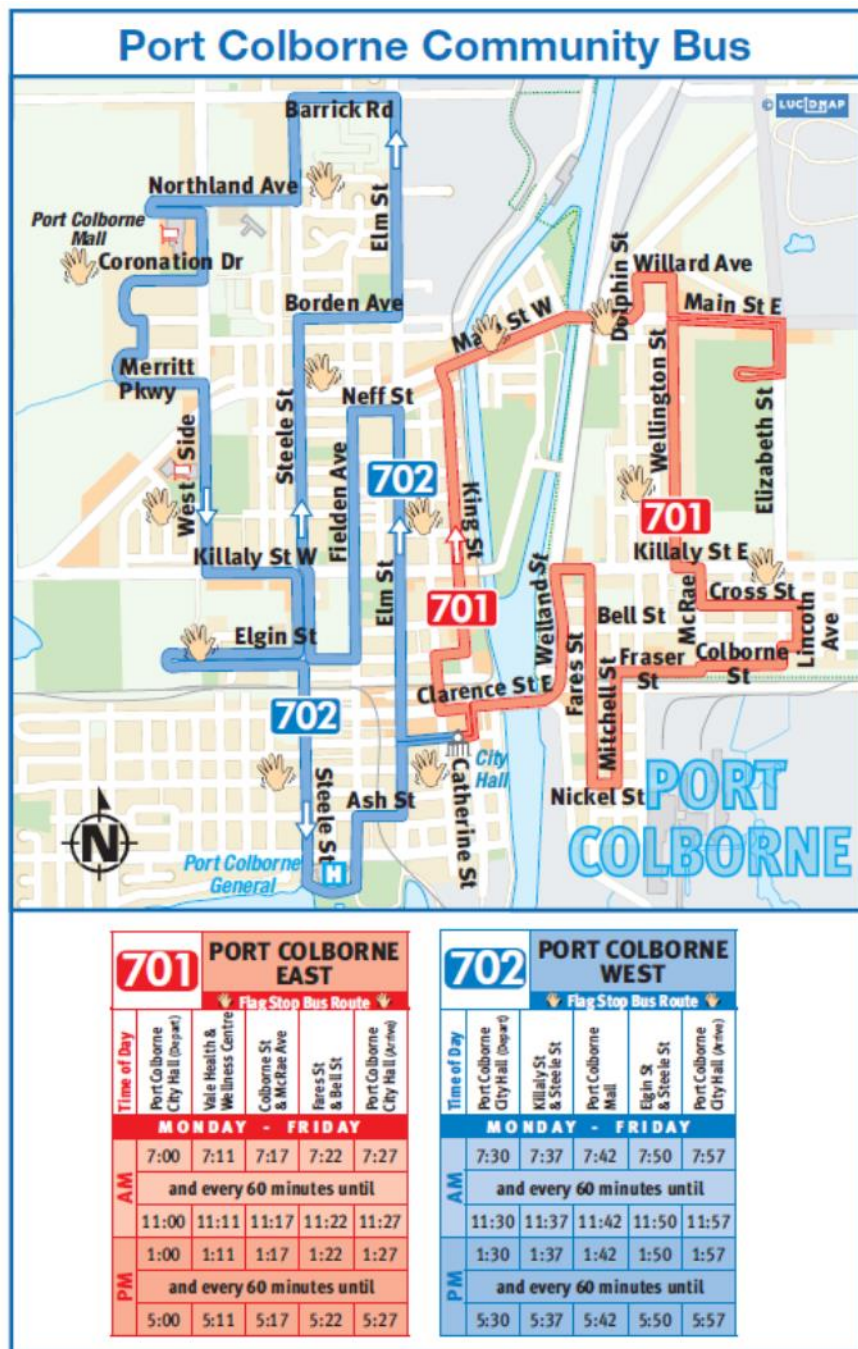 Port Colborne Community Bus
© LUCIDMAP
Barrick Rd
Northland Ave
Port Colborne
Mall
Elm St
Coronation Dr
Dolphin St
Willard Ave
Borden Ave
Main St W
Main St E
Merritt
Pkwy
Steele St
Neff St
Wellington St
Elizabeth St
West Side
Fielden Ave
702
King St
701
Killaly St W
Killaly St E
Elm St
701
Welland St
Cross St
Bell St
McRae
Elgin St
Lincoln
Ave
Fraser
St
Colborne
St
Clarence St E
Fares St
Mitchell St
702
City
Hall
Steele St
Ash St
Catherine St
Nickel St
PORT
COLBORNE
N
Port Colborne
General
H
701
PORT COLBORNE
EAST
Flag Stop Bus Route
Time of Day
Port Colborne
City Hall (Depart)
Vale Health &
Wellness Centre
Colborne St
& McRae Ave
Fares St
& Bell St
Port Colborne
City Hall (Arrive)
MONDAY - FRIDAY
AM
7:00 7:11 7:17 7:22 7:27
and every 60 minutes until
11:00 11:11 11:17 11:22 11:27
PM
1:00 1:11 1:17 1:22 1:27
and every 60 minutes until
5:00 5:11 5:17 5:22 5:27
702
PORT COLBORNE
WEST
Flag Stop Bus Route
Time of Day
Port Colborne
City Hall (Depart)
Killaly St
& Steele St
Port Colborne
Mall
Elgin St
& Steele St
Port Colborne
City Hall (Arrive)
MONDAY - FRIDAY
AM
7:30 7:37 7:42 7:50 7:57
and every 60 minutes until
11:30 11:37 11:42 11:50 11:57
PM
1:30 1:37 1:42 1:50 1:57
and every 60 minutes until
5:30 5:37 5:42 5:50 5:57